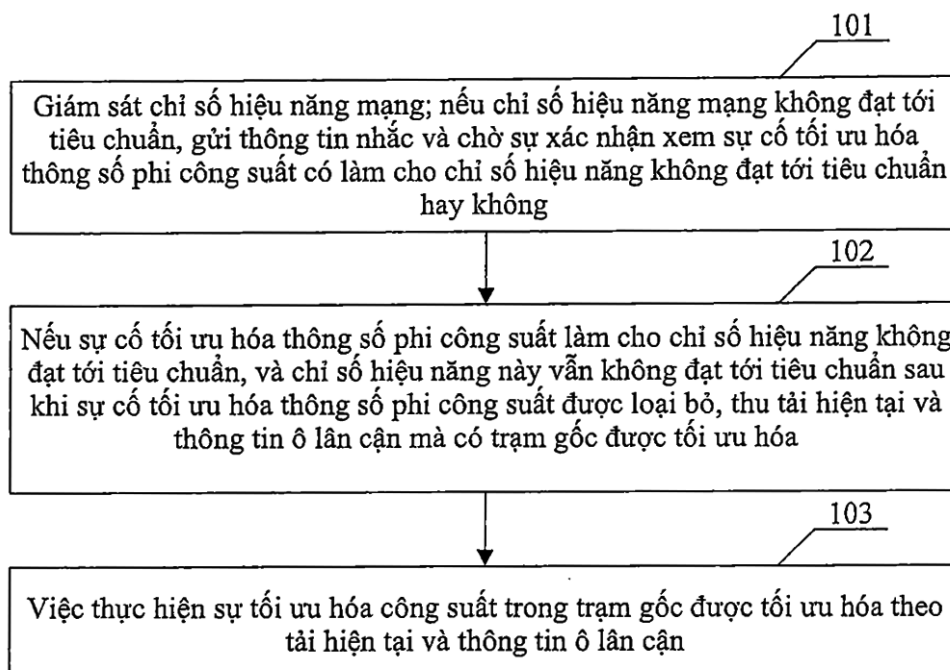 101
Giám sát chỉ số hiệu năng mạng; nếu chỉ số hiệu năng mạng không đạt tới
tiêu chuẩn, gửi thông tin nhắc và chờ sự xác nhận xem sự cố tối ưu hóa
thông số phi công suất có làm cho chỉ số hiệu năng không đạt tới tiêu chuẩn
hay không
102
Nếu sự cố tối ưu hóa thông số phi công suất làm cho chỉ số hiệu năng không
đạt tới tiêu chuẩn, và chỉ số hiệu năng này vẫn không đạt tới tiêu chuẩn sau
khi sự cố tối ưu hóa thông số phi công suất được loại bỏ, thu tải hiện tại và
thông tin ô lân cận mà có trạm gốc được tối ưu hóa
103
Việc thực hiện sự tối ưu hóa công suất trong trạm gốc được tối ưu hóa theo
tải hiện tại và thông tin ô lân cận